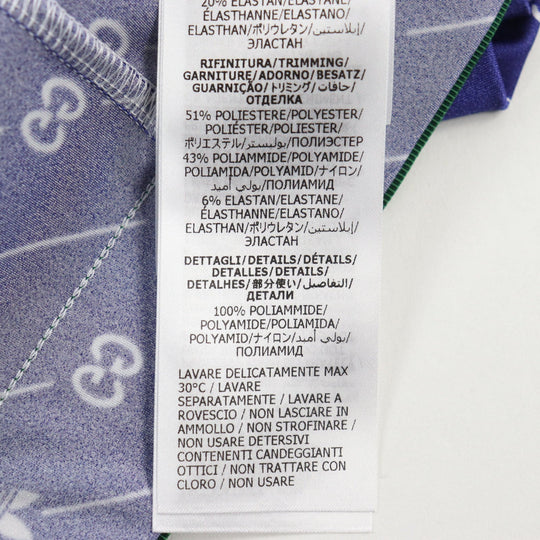 20% ELASTAN/ELASTANE/
ELASTHANNE/ELASTANO/
ELASTHAN/ポリウレタン/إيلاستين/
ЭЛАСТАН
RIFINITURA/TRIMMING/
GARNITURE/ADORNO/BESATZ/
GUARNIÇÃO/トリミング/حافات/
ОТДЕЛКА
51% POLIESTERE/POLYESTER/
POLYESTER/POLIÉSTER/
ポリエステル/بوليستر/ПОЛИЭСТЕР
43% POLIAMMIDE/POLYAMIDE/
POLIAMIDA/POLYAMID/ナイロン/
بولي أميد/ПОЛИАМИД
6% ELASTAN/ELASTANE/
ELASTHANNE/ELASTANO/
ELASTHAN/ポリウレタン/إيلاستين/
ЭЛАСТАН
DETTAGLI/DETAILS/DÉTAILS/
DETALLES/DETAILS/
DETALHES/部分使い/التفاصيل/
ДЕТАЛИ
100% POLIAMMIDE/
POLYAMIDE/POLIAMIDA/
POLYAMID/ナイロン/بولي أميد/
ПОЛИАМИД
LAVARE DELICATAMENTE MAX
30°C / LAVARE
SEPARATAMENTE / LAVARE A
ROVESCIO / NON LASCIARE IN
AMMOLLO / NON STROFINARE /
NON USARE DETERSIVI
CONTENENTI CANDEGGIANTI
OTTICI / NON TRATTARE CON
CLORO / NON USARE